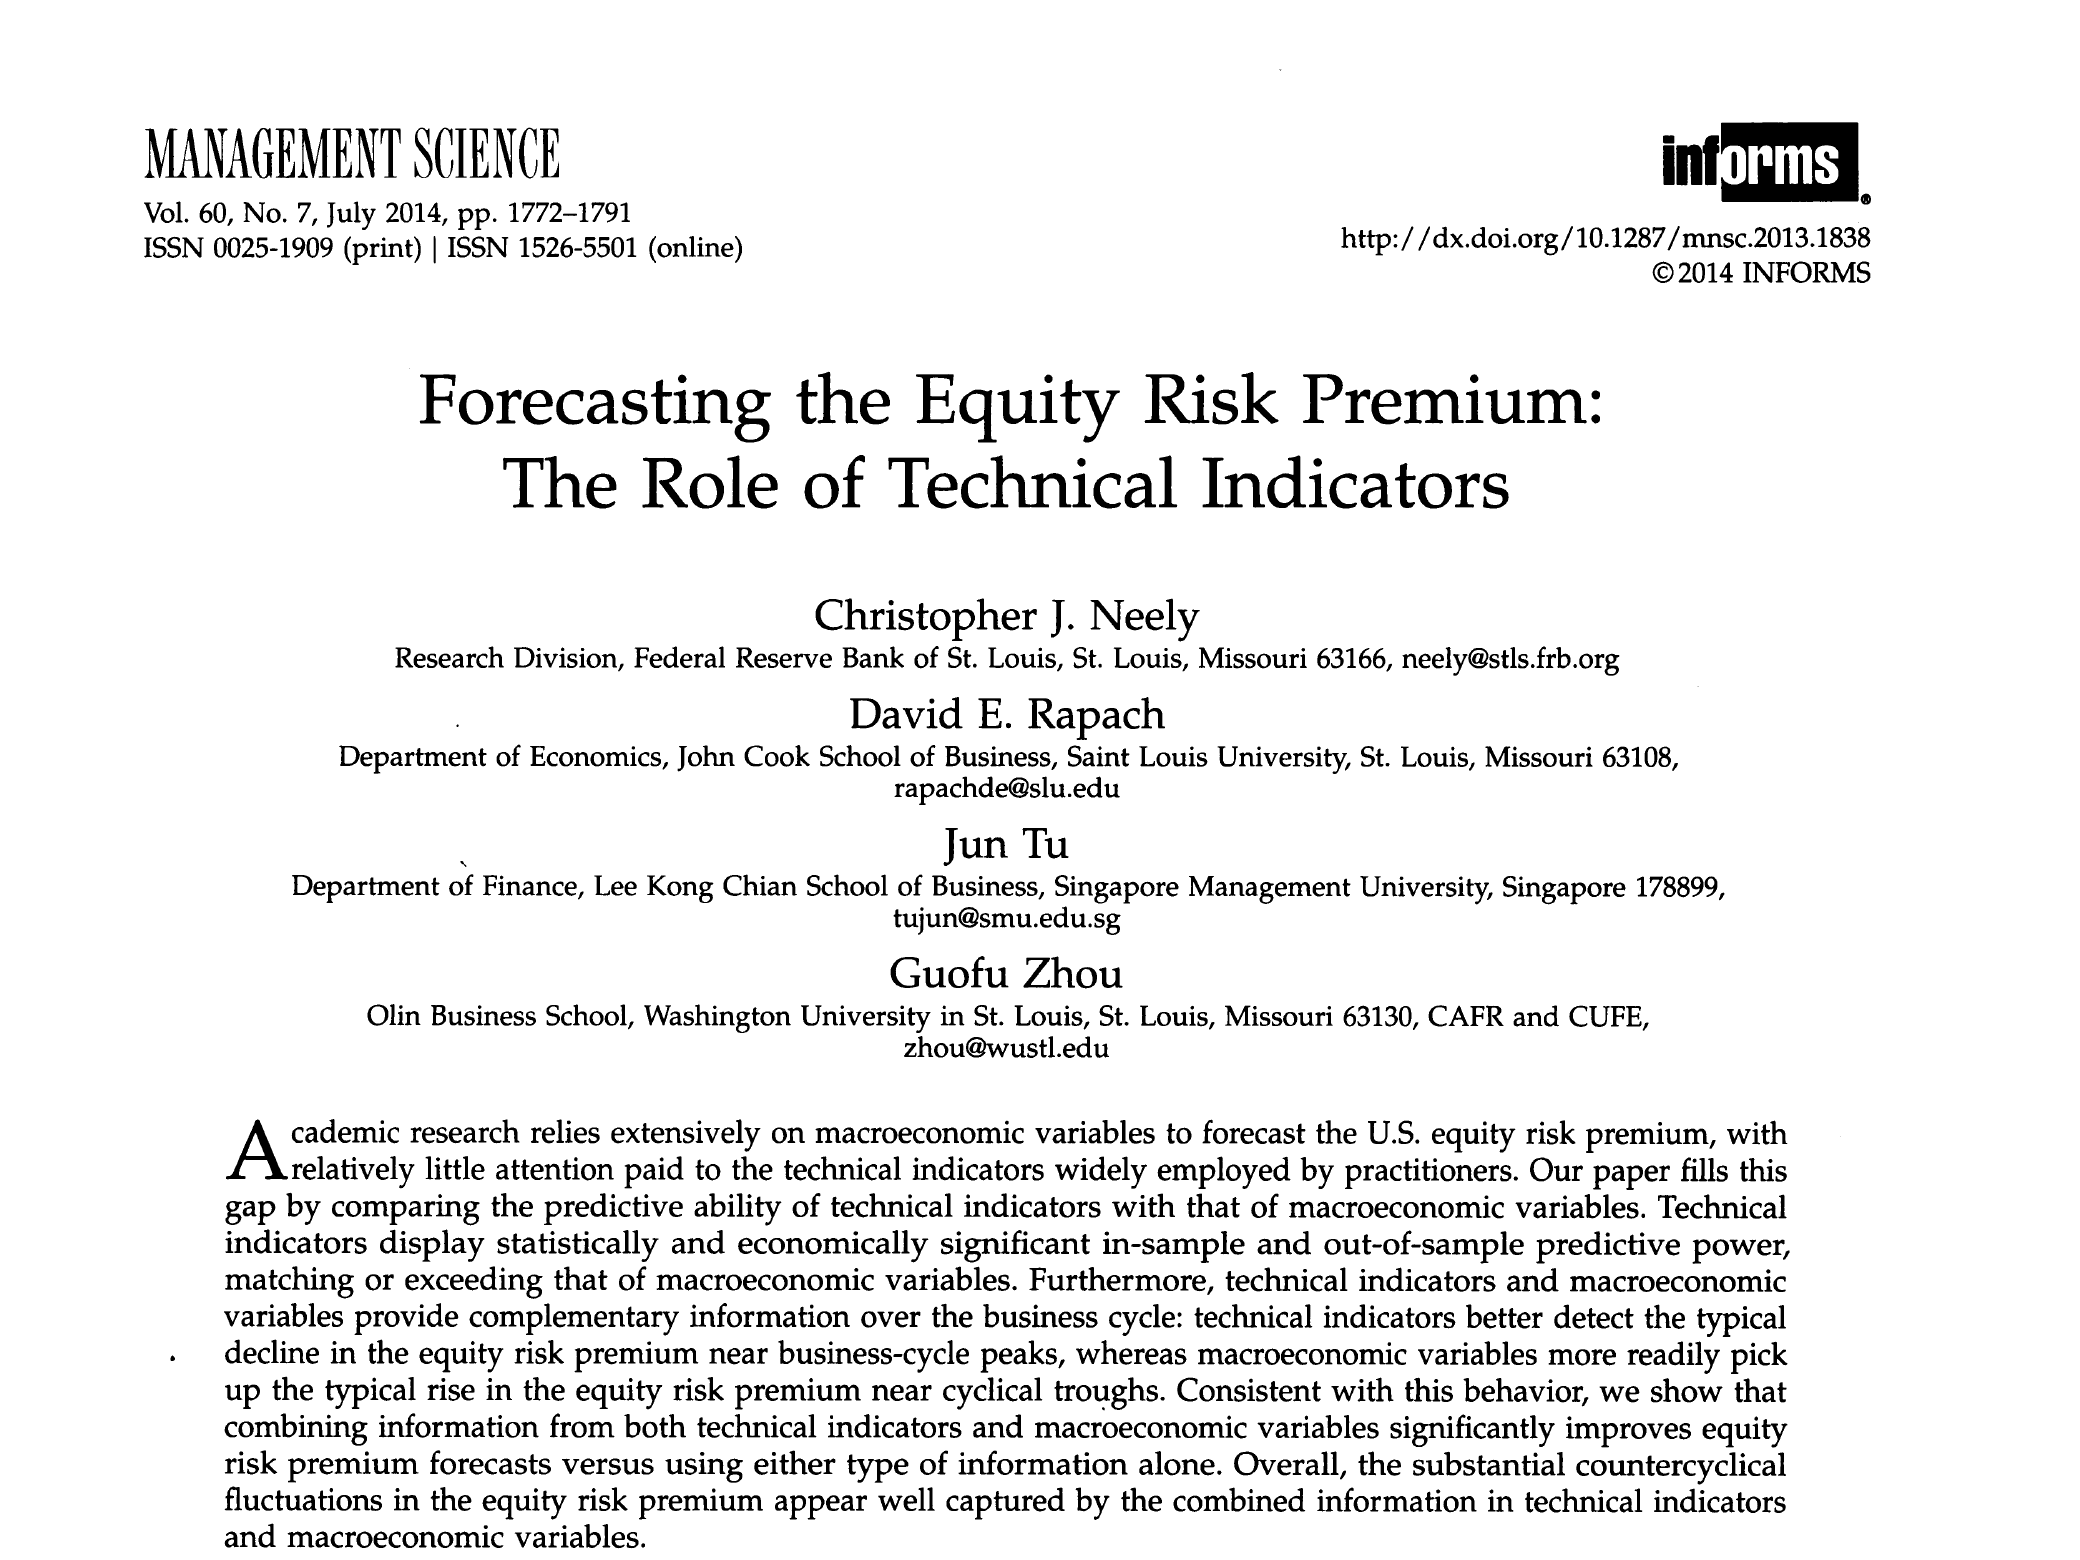 MANAGEMENT SCIENCE
Vol. 60, No. 7, July 2014, pp. 1772–1791
ISSN 0025-1909 (print) | ISSN 1526-5501 (online)
informs®
http://dx.doi.org/10.1287/mnsc.2013.1838
©2014 INFORMS
Forecasting the Equity Risk Premium:
The Role of Technical Indicators
Christopher J. Neely
Research Division, Federal Reserve Bank of St. Louis, St. Louis, Missouri 63166, neely@stls.frb.org
David E. Rapach
Department of Economics, John Cook School of Business, Saint Louis University, St. Louis, Missouri 63108,
rapachde@slu.edu
Jun Tu
Department of Finance, Lee Kong Chian School of Business, Singapore Management University, Singapore 178899,
tujun@smu.edu.sg
Guofu Zhou
Olin Business School, Washington University in St. Louis, St. Louis, Missouri 63130, CAFR and CUFE,
zhou@wustl.edu
Academic research relies extensively on macroeconomic variables to forecast the U.S. equity risk premium, with
relatively little attention paid to the technical indicators widely employed by practitioners. Our paper fills this
gap by comparing the predictive ability of technical indicators with that of macroeconomic variables. Technical
indicators display statistically and economically significant in-sample and out-of-sample predictive power,
matching or exceeding that of macroeconomic variables. Furthermore, technical indicators and macroeconomic
variables provide complementary information over the business cycle: technical indicators better detect the typical
decline in the equity risk premium near business-cycle peaks, whereas macroeconomic variables more readily pick
up the typical rise in the equity risk premium near cyclical troughs. Consistent with this behavior, we show that
combining information from both technical indicators and macroeconomic variables significantly improves equity
risk premium forecasts versus using either type of information alone. Overall, the substantial countercyclical
fluctuations in the equity risk premium appear well captured by the combined information in technical indicators
and macroeconomic variables.